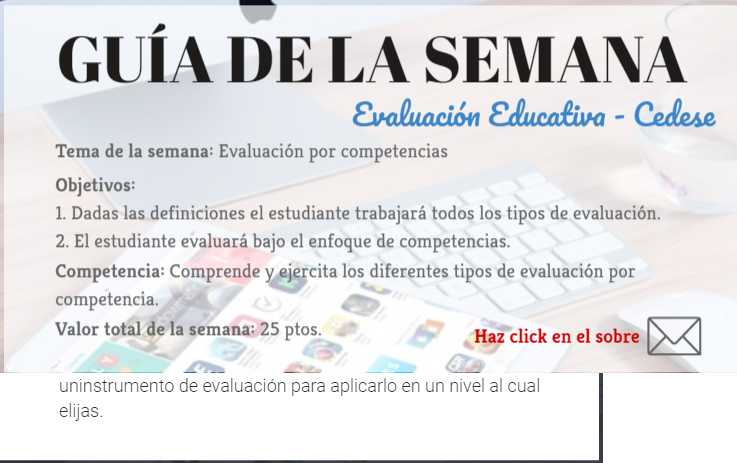 GUÍA DE LA SEMANA
Evaluación Educativa - Cedese
Tema de la semana: Evaluación por competencias
Objetivos:
1. Dadas las definiciones el estudiante trabajará todos los tipos de evaluación.
2. El estudiante evaluará bajo el enfoque de competencias.
Competencia: Comprende y ejercita los diferentes tipos de evaluación por
competencia.
Valor total de la semana: 25 ptos.
Haz click en el sobre
uninstrumento de evaluación para aplicarlo en un nivel al cual
elijas.